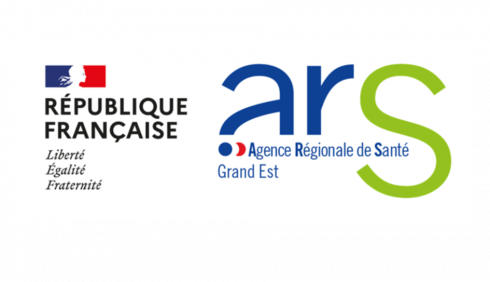 RÉPUBLIQUE
FRANÇAISE
Liberté
Égalité
Fraternité
ars
Agence Régionale de Santé
Grand Est